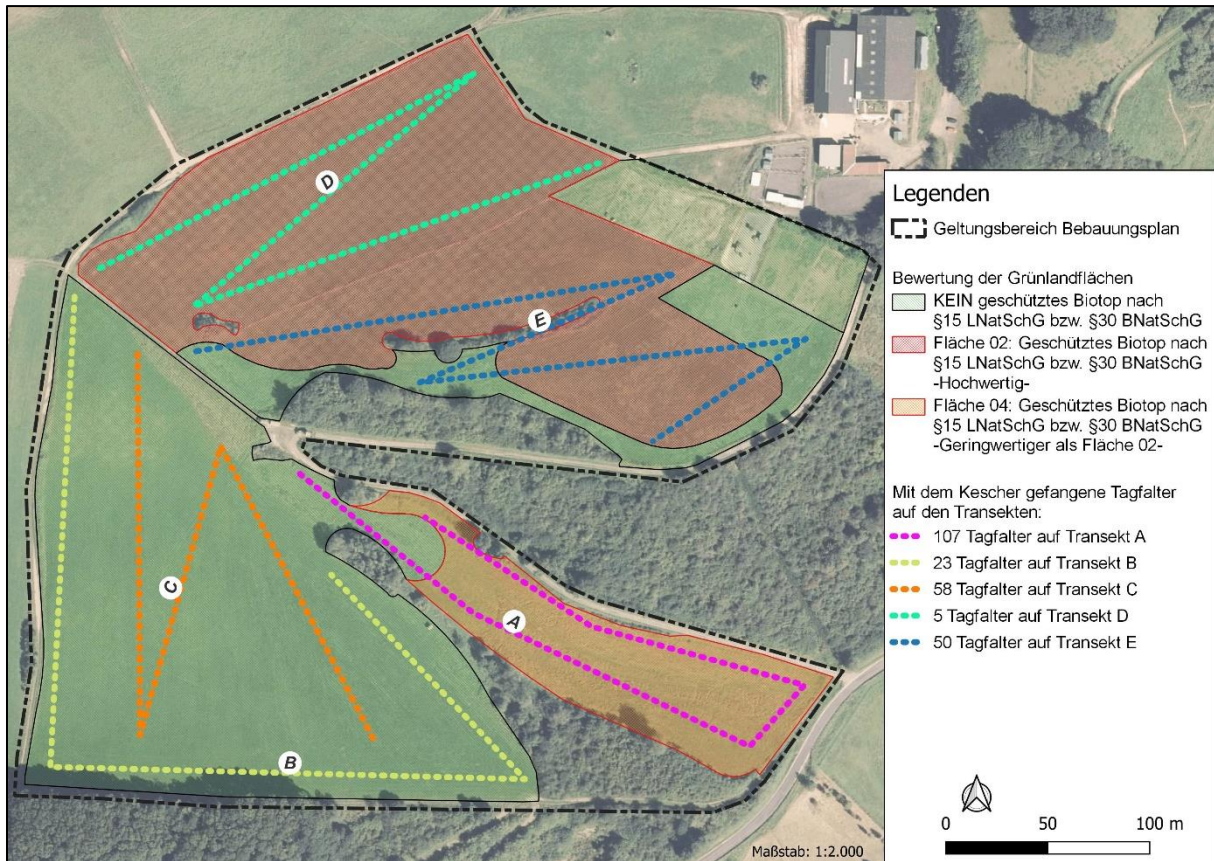 D
E
C
A
B
Legenden
Geltungsbereich Bebauungsplan
Bewertung der Grünlandflächen
KEIN geschütztes Biotop nach
§15 LNatSchG bzw. §30 BNatSchG
Fläche 02: Geschütztes Biotop nach
§15 LNatSchG bzw. §30 BNatSchG
-Hochwertig-
Fläche 04: Geschütztes Biotop nach
§15 LNatSchG bzw. §30 BNatSchG
-Geringwertiger als Fläche 02-
Mit dem Kescher gefangene Tagfalter
auf den Transekten:
107 Tagfalter auf Transekt A
23 Tagfalter auf Transekt B
58 Tagfalter auf Transekt C
5 Tagfalter auf Transekt D
50 Tagfalter auf Transekt E
0 50 100 m
Maßstab: 1:2.000